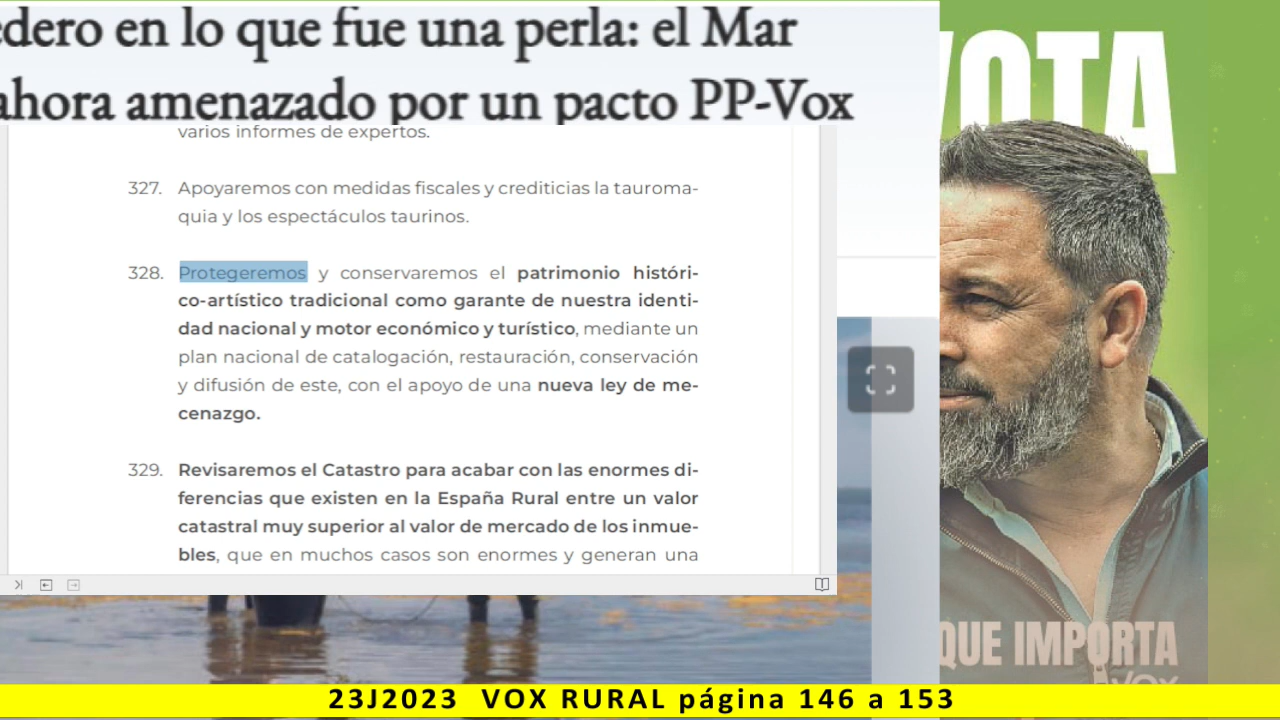 edero en lo que fue una perla: el Mar
ahora amenazado por un pacto PP-Vox
varios informes de expertos.
327. Apoyaremos con medidas fiscales y crediticias la tauroma-
quia y los espectáculos taurinos.
328. Protegeremos y conservaremos el patrimonio históri-
co-artístico tradicional como garante de nuestra identi-
dad nacional y motor económico y turístico, mediante un
plan nacional de catalogación, restauración, conservación
y difusión de este, con el apoyo de una nueva ley de me-
cenazgo.
329. Revisaremos el Catastro para acabar con las enormes di-
ferencias que existen en la España Rural entre un valor
catastral muy superior al valor de mercado de los inmue-
bles, que en muchos casos son enormes y generan una
VOTA
QUE IMPORTA
VOX
23J2023 VOX RURAL página 146 a 153